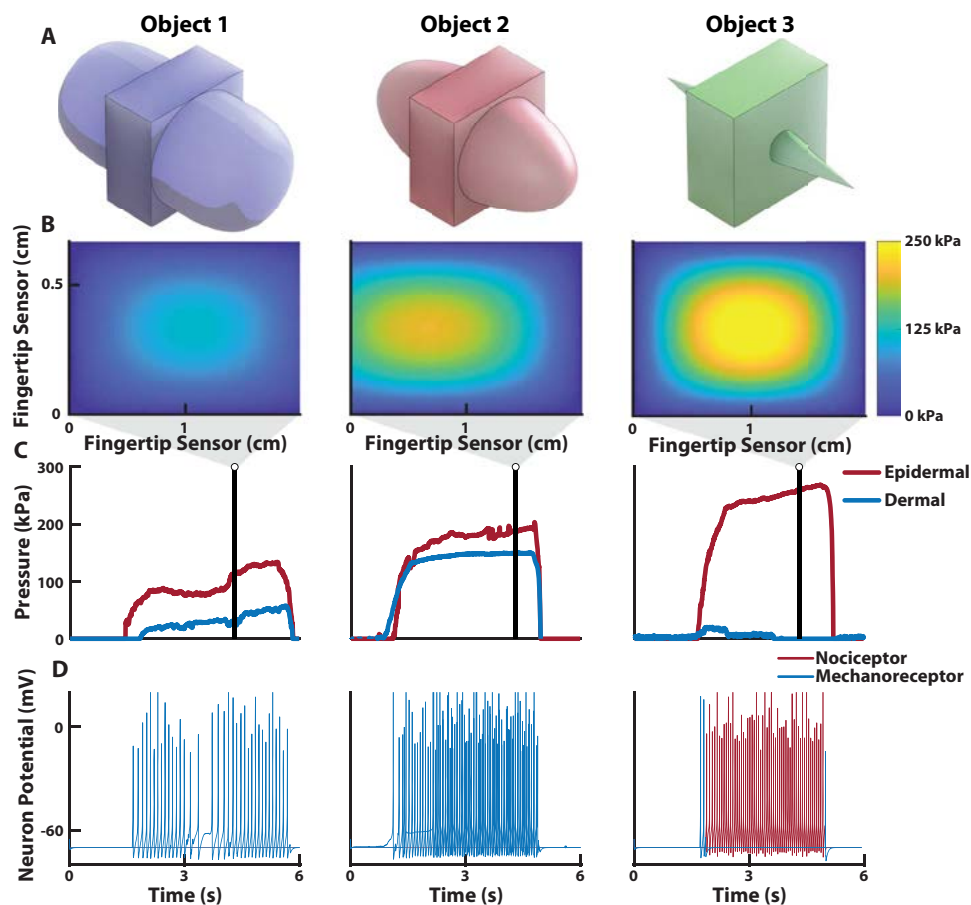 Object 1 Object 2 Object 3
A
B
Fingertip Sensor (cm)
0.5
0
0 1
0 1
0 1
Fingertip Sensor (cm) Fingertip Sensor (cm) Fingertip Sensor (cm)
250 kPa
125 kPa
0 kPa
C
Pressure (kPa)
300
200
100
0
Epidermal
Dermal
D
Nociceptor
Mechanoreceptor
Neuron Potential (mV)
0
-60
0 3 6
0 3 6
0 3 6
Time (s) Time (s) Time (s)